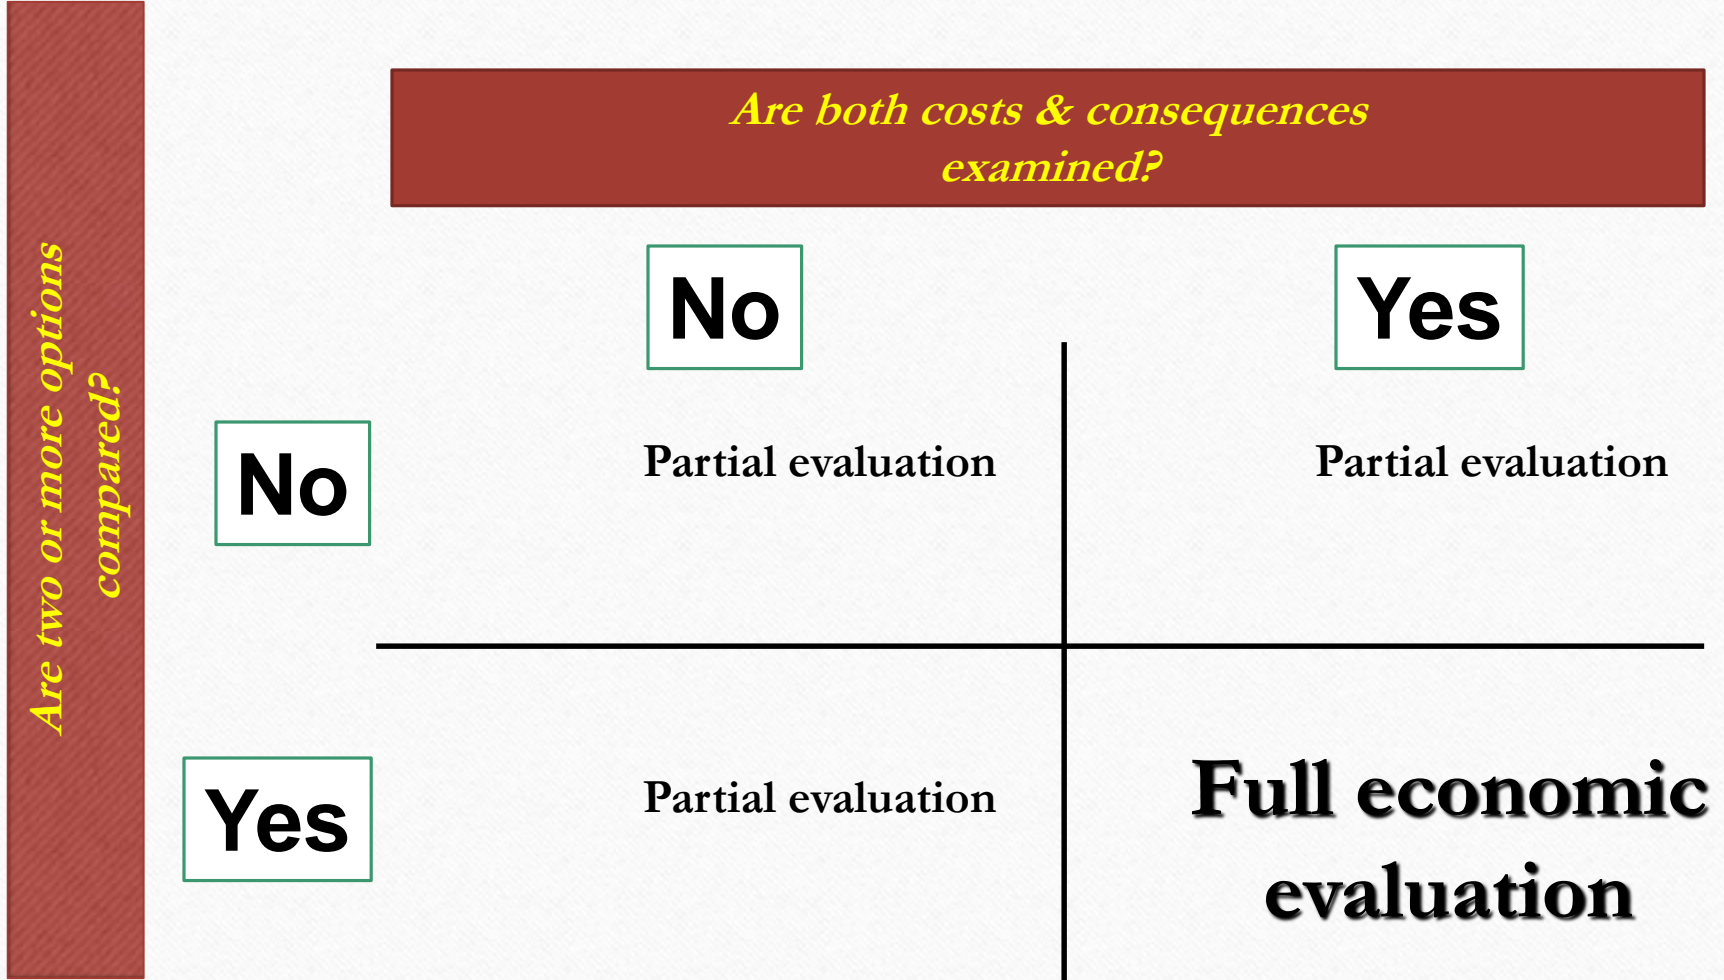 Are two or more options
compared?
Are both costs & consequences
examined?
No
Yes
No
Partial evaluation
Partial evaluation
Yes
Partial evaluation
Full economic
evaluation